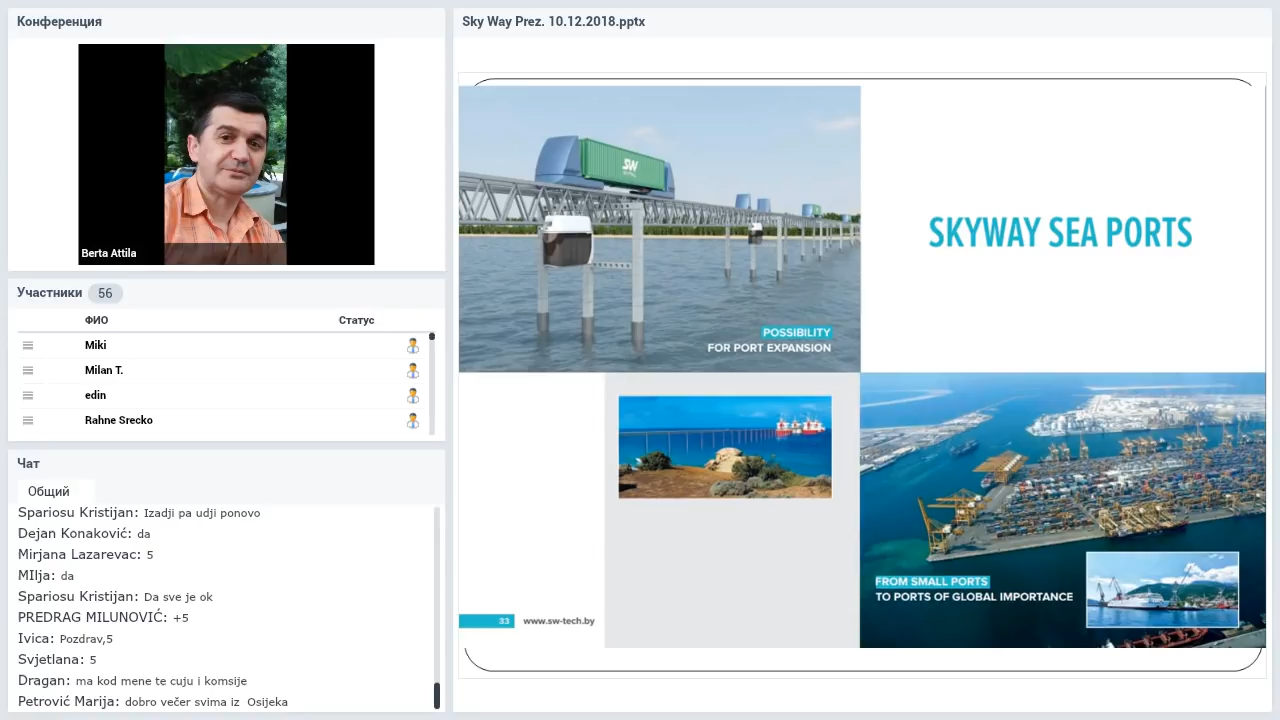 Конференция
Berta Attila
Участники 56
ФИО Статус
Miki
Milan T.
edin
Rahne Srecko
Чат
Общий
Spariosu Kristijan: Izadji pa udji ponovo
Dejan Konaković: da
Mirjana Lazarevac: 5
MIlja: da
Spariosu Kristijan: Da sve je ok
PREDRAG MILUNOVIĆ: +5
Ivica: Pozdrav,5
Svjetlana: 5
Dragan: ma kod mene te cuju i komsije
Petrović Marija: dobro večer svima iz  Osijeka
Sky Way Prez. 10.12.2018.pptx
SW
POSSIBILITY
FOR PORT EXPANSION
SKYWAY SEA PORTS
33 www.sw-tech.by
FROM SMALL PORTS
TO PORTS OF GLOBAL IMPORTANCE